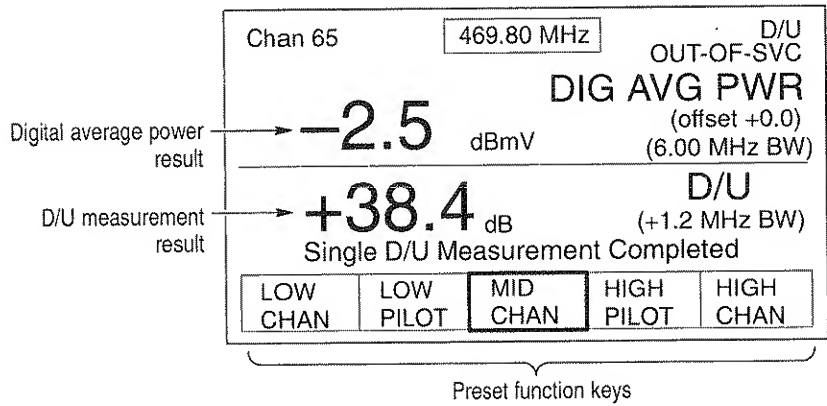 Chan 65
469.80 MHz
D/U
OUT-OF-SVC
DIG AVG PWR
Digital average power
result
−2.5 dBmV
(offset +0.0)
(6.00 MHz BW)
D/U
D/U measurement
result
+38.4 dB
(+1.2 MHz BW)
Single D/U Measurement Completed
LOW
CHAN
LOW
PILOT
MID
CHAN
HIGH
PILOT
HIGH
CHAN
Preset function keys